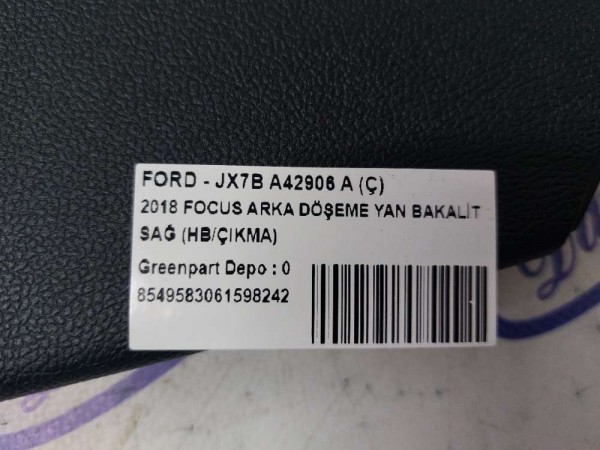 FORD - JX7B A42906 A (Ç)
2018 FOCUS ARKA DÖŞEME YAN BAKALİT
SAĞ (HB/ÇIKMA)
Greenpart Depo : 0
8549583061598242